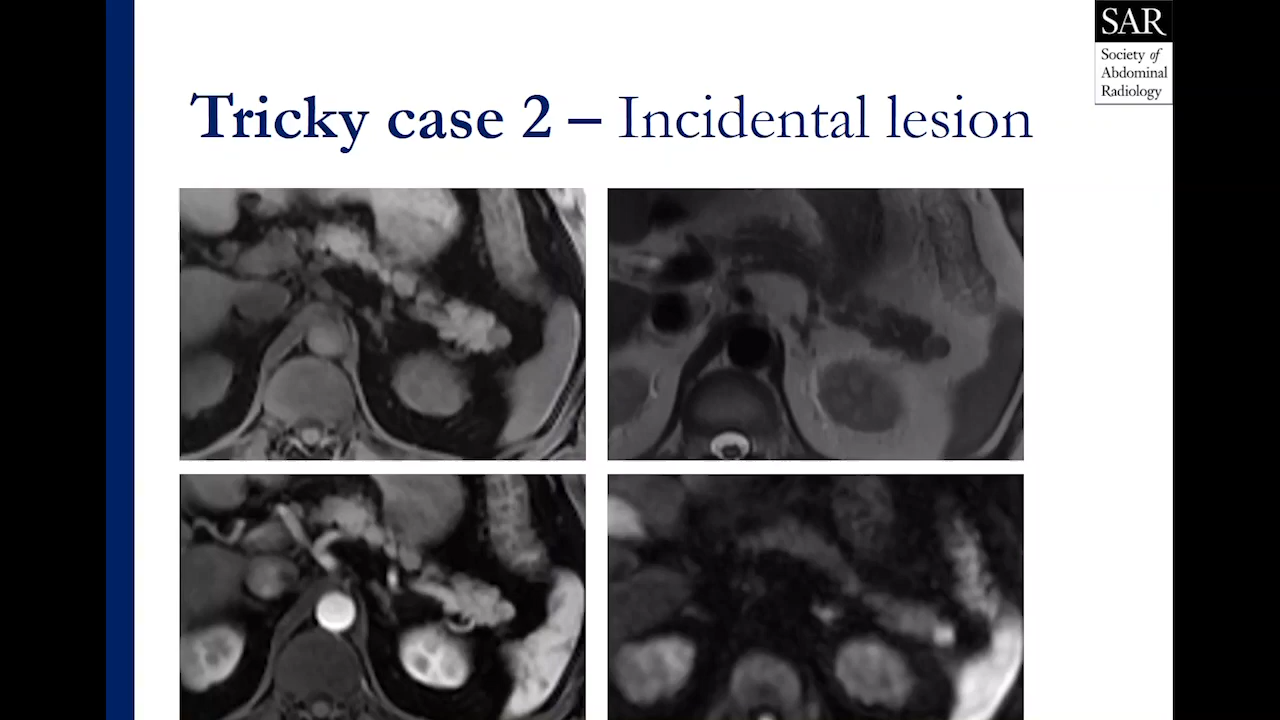 SAR
Society of
Abdominal
Radiology
Tricky case 2 – Incidental lesion